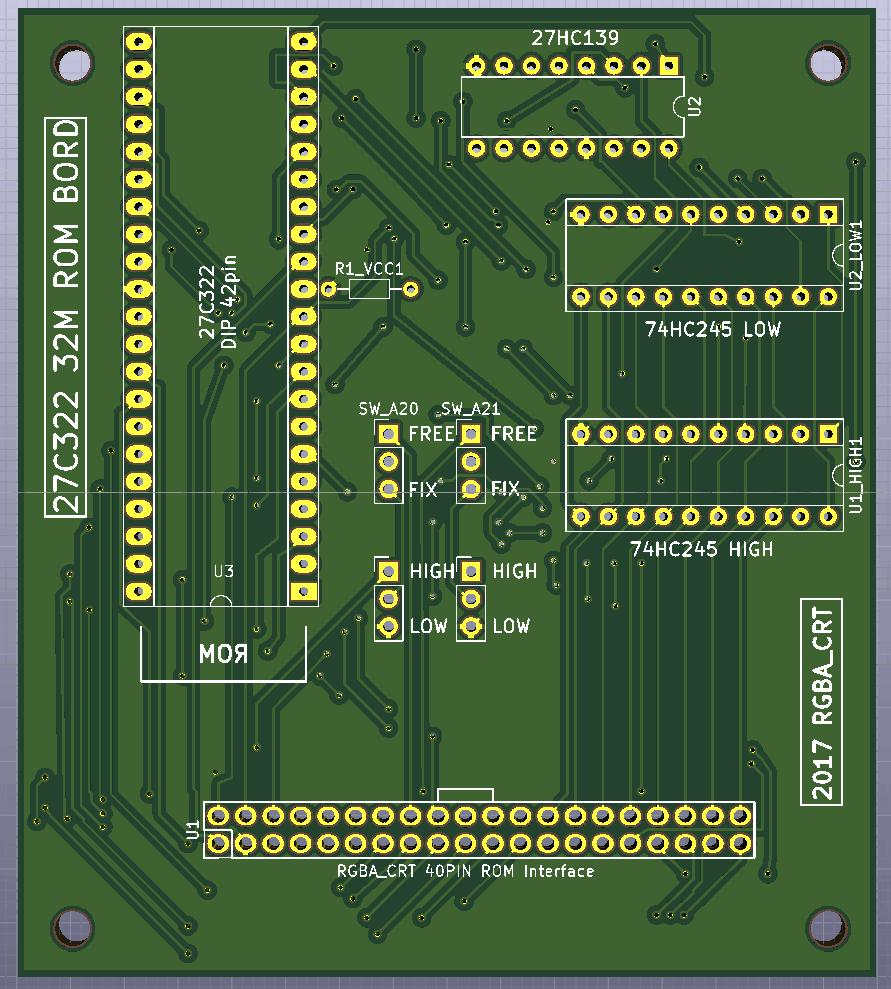 27HC139
U2
27C322 32M ROM BORD
U2_LOW1
27C322
DIP 42pin
R1_VCC1
74HC245 LOW
SW_A20
SW_A21
FREE
FREE
FIX
FIX
U1_HIGH1
74HC245 HIGH
U3
HIGH
HIGH
LOW
LOW
ROM
2017 RGBA_CRT
U1
RGBA_CRT 40PIN ROM Interface